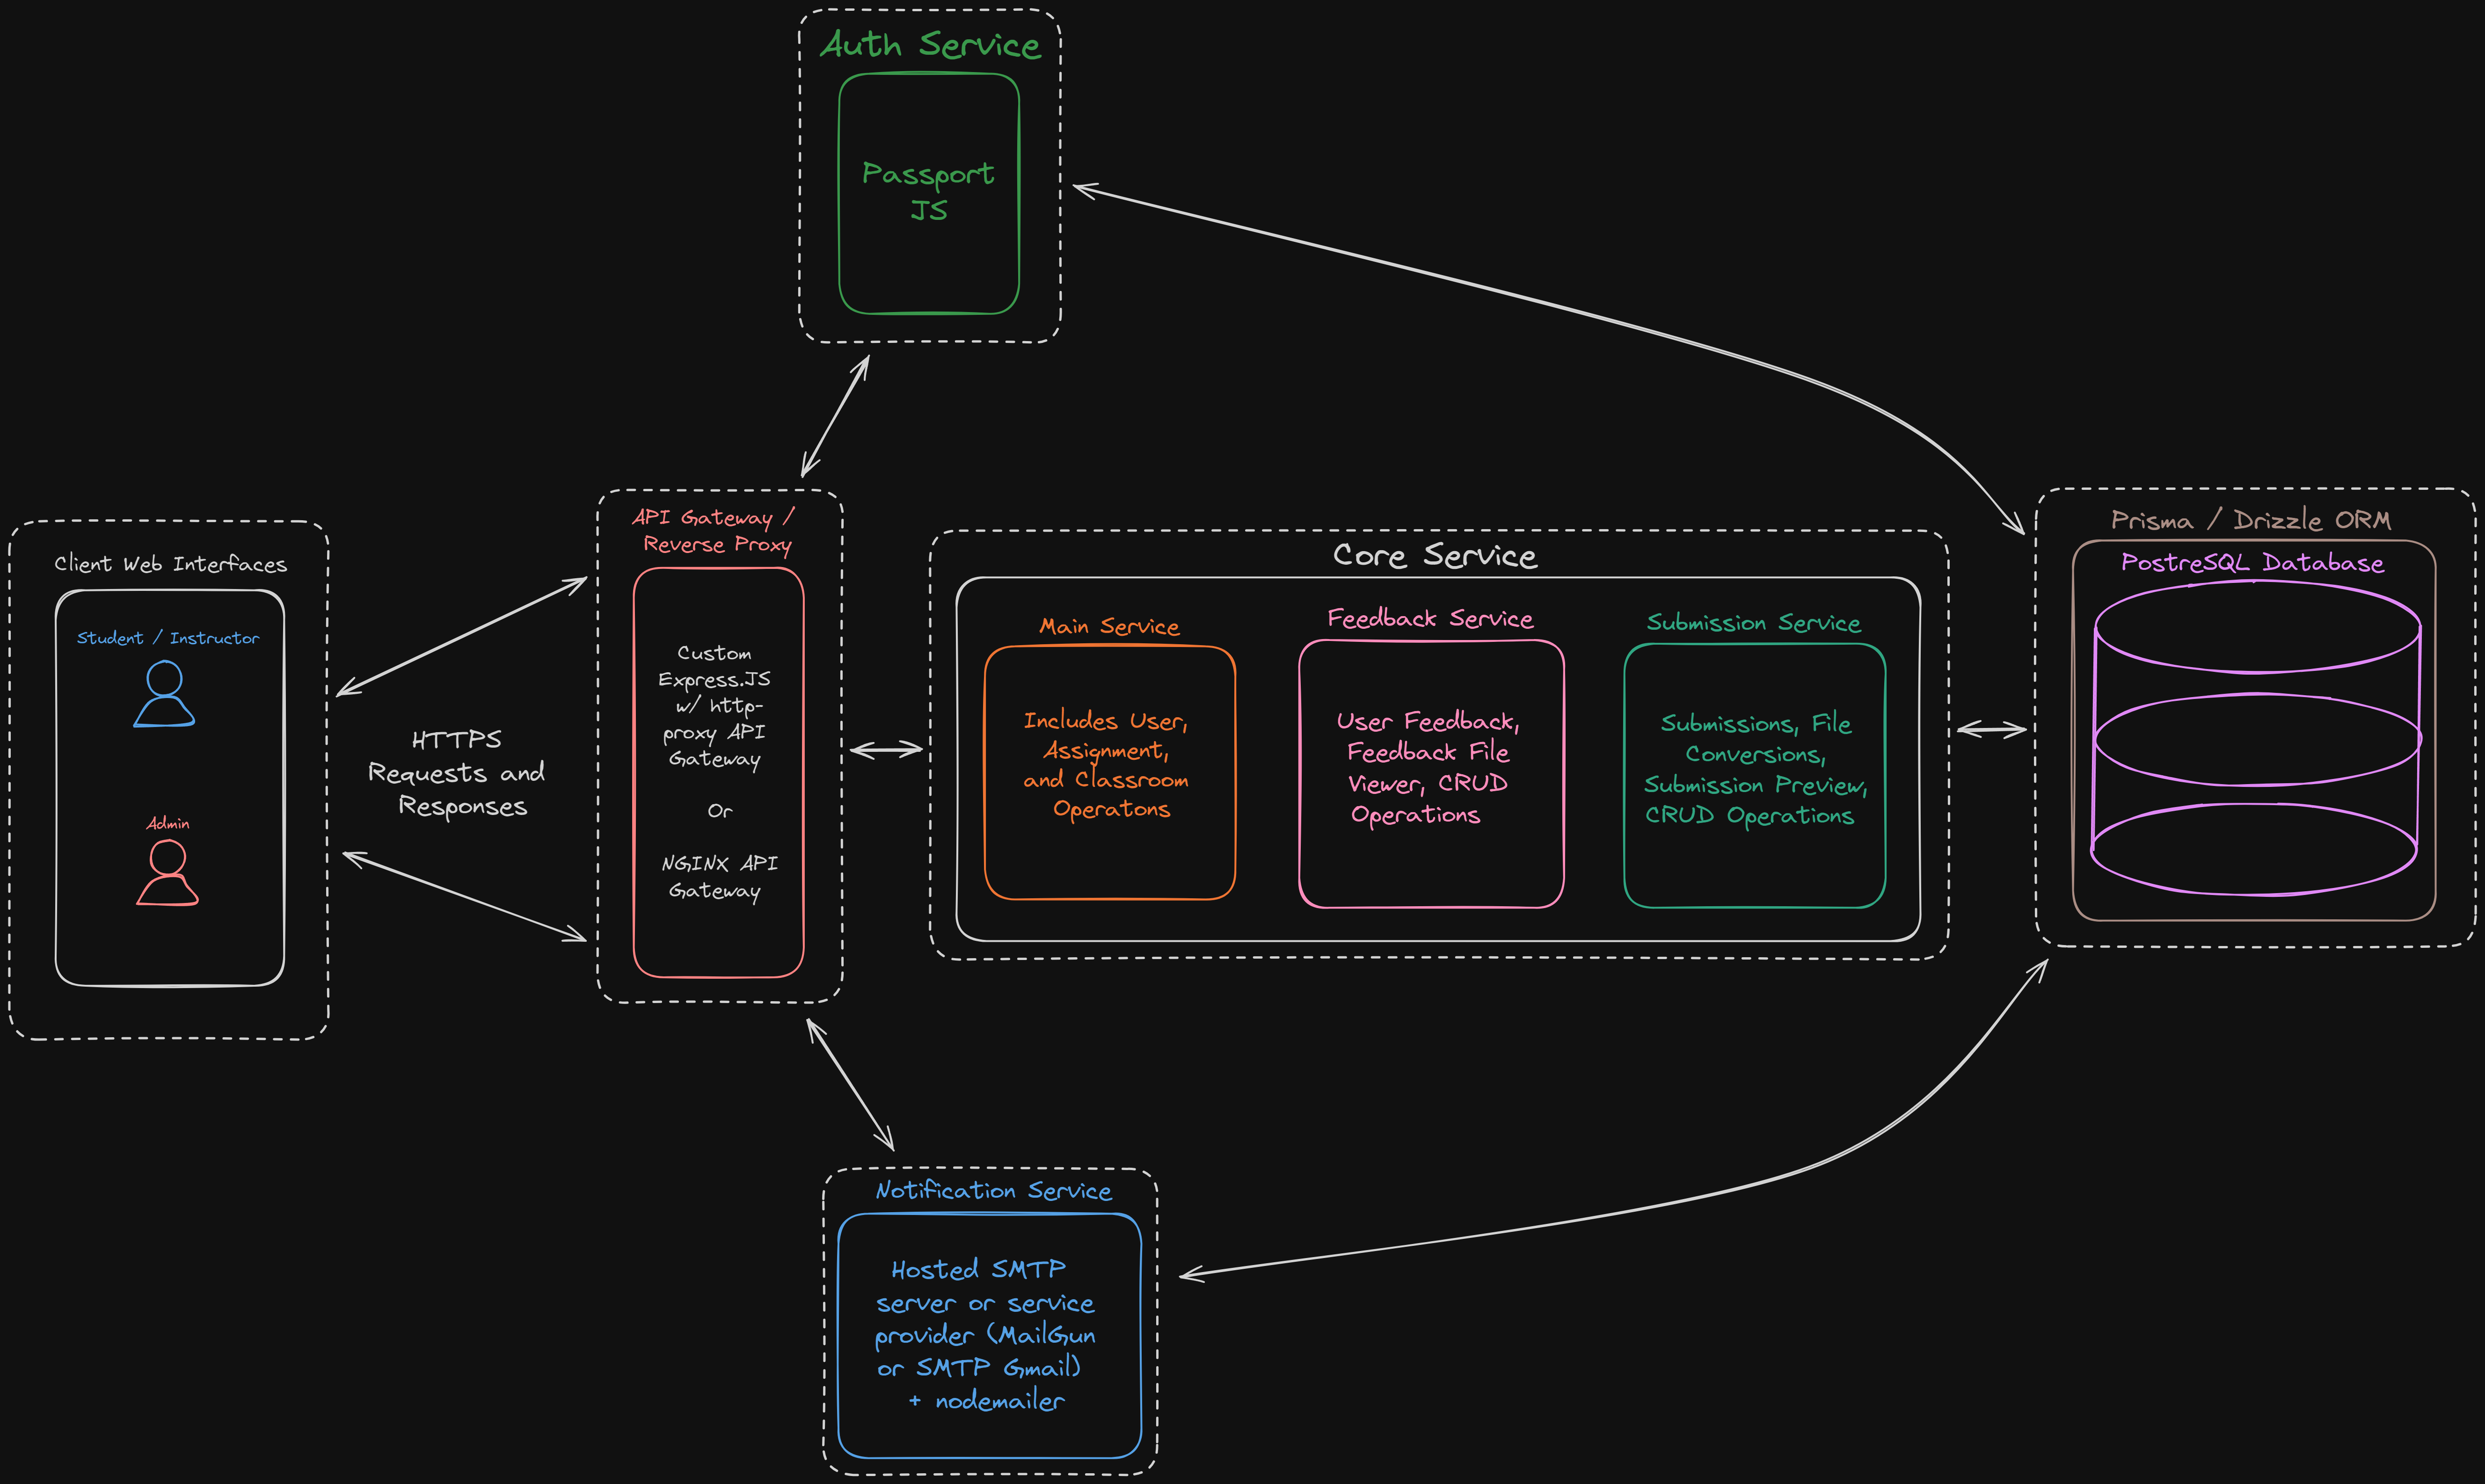 Auth Service
Passport
JS
Client Web Interfaces
Student / Instructor
Admin
HTTPS
Requests and
Responses
API Gateway /
Reverse Proxy
Custom
Express.JS
w/ http-
proxy API
Gateway
Or
NGINX API
Gateway
Core Service
Main Service
Includes User,
Assignment,
and Classroom
Operatons
Feedback Service
User Feedback,
Feedback File
Viewer, CRUD
Operations
Submission Service
Submissions, File
Conversions,
Submission Preview,
CRUD Operations
Prisma / Drizzle ORM
PostreSQL Database
Notification Service
Hosted SMTP
server or service
provider (MailGun
or SMTP Gmail)
+ nodemailer